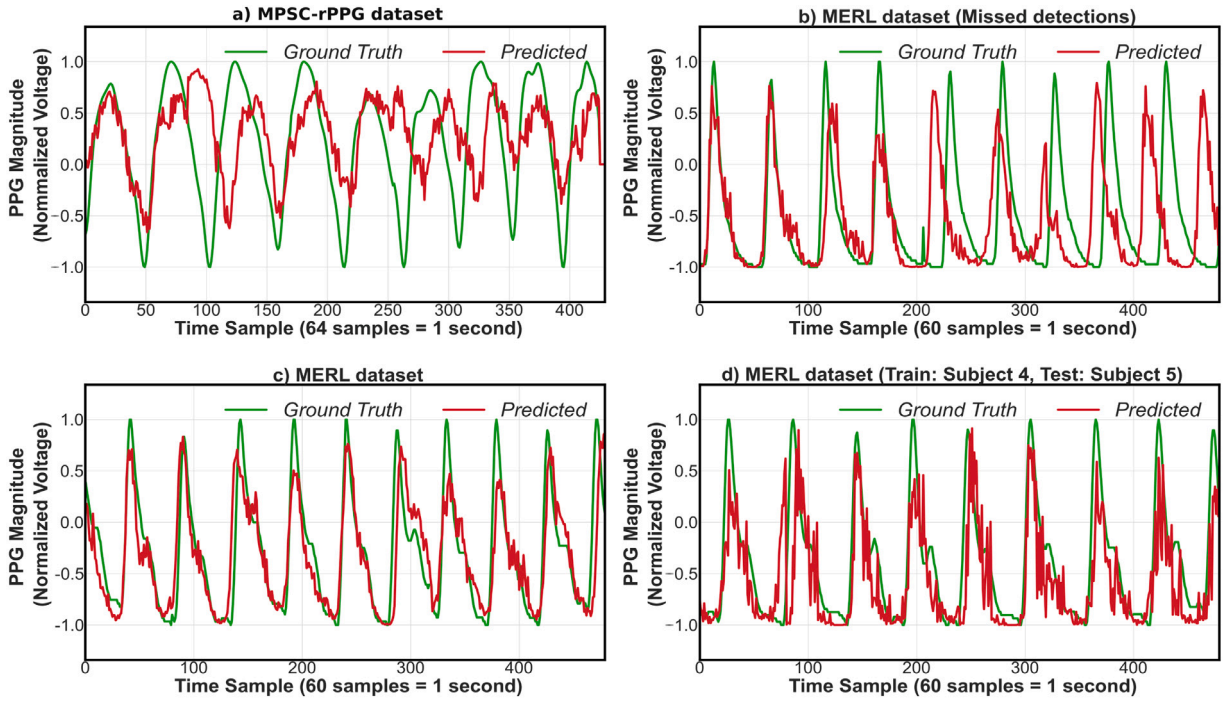 a) MPSC-rPPG dataset
Ground Truth
Predicted
PPG Magnitude
(Normalized Voltage)
1.0
0.5
0.0
−0.5
−1.0
0
50
100
150
200
250
300
350
400
Time Sample (64 samples = 1 second)
b) MERL dataset (Missed detections)
Ground Truth
Predicted
PPG Magnitude
(Nommalized Voltage)
1.0
0.5
0.0
-0.5
-1.0
0
100
200
300
400
Time Sample (60 samples = 1 second)
c) MERL dataset
Ground Truth
Predicted
PPG Magnitude
(Normalized Voltage)
1.0
0.5
0.0
−0.5
−1.0
0
100
200
300
400
Time Sample (60 samples = 1 second)
d) MERL dataset (Train: Subject 4, Test: Subject 5)
Ground Truth
Predicted
PPG Magnitude
(Normalized Voltage)
1.0
0.5
0.0
−0.5
−1.0
0
100
200
300
400
Time Sample (60 samples = 1 second)